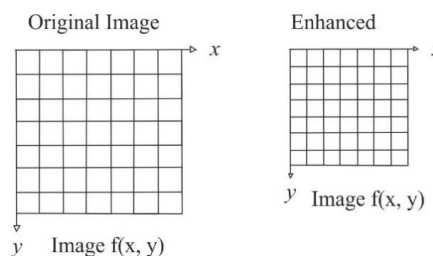 Original Image
x
y
Image f(x, y)
Enhanced
y
Image f(x, y)